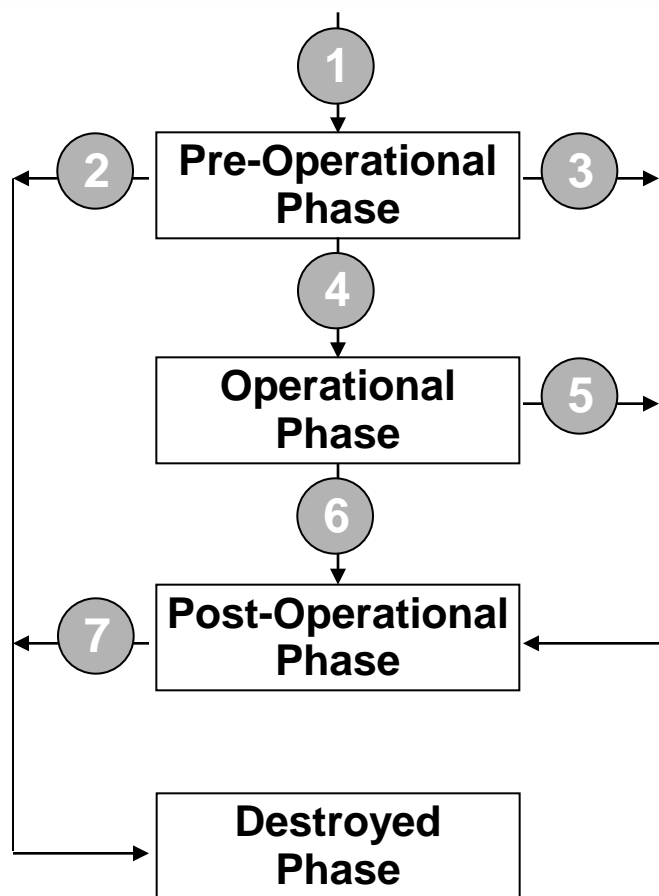 1
Pre-Operational
Phase
2
3
4
Operational
Phase
5
6
Post-Operational
Phase
7
Destroyed
Phase